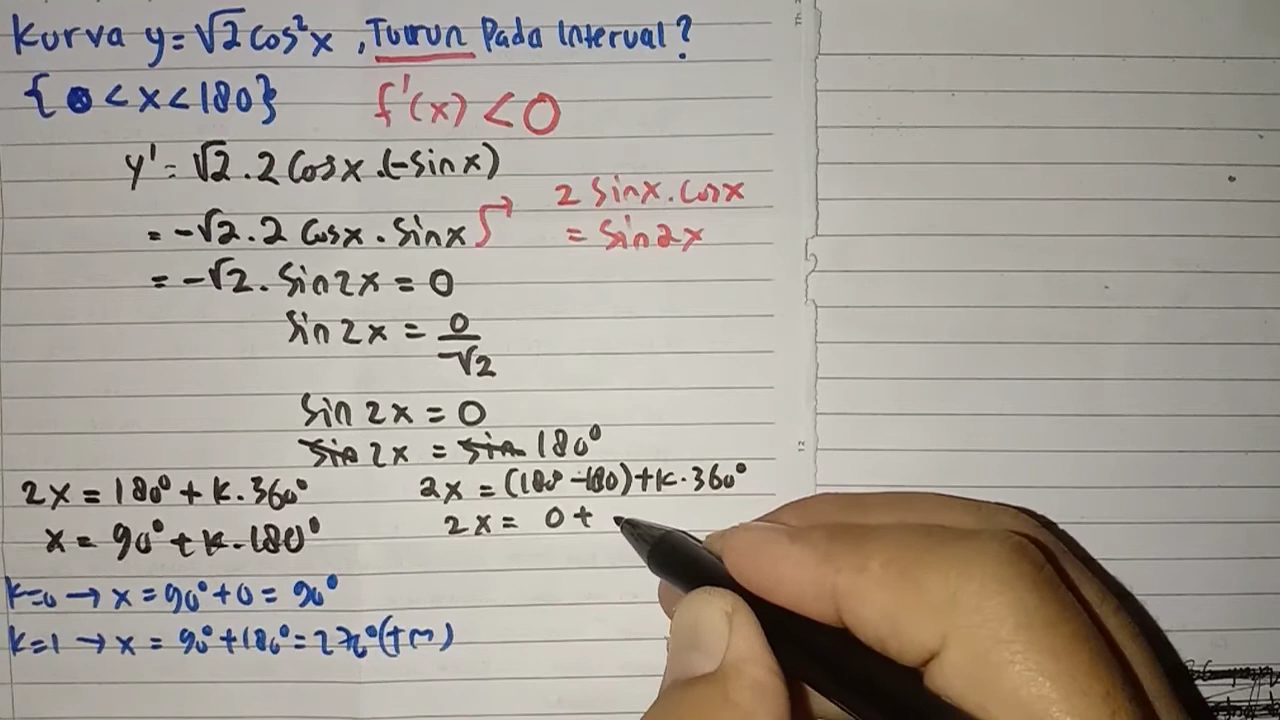 Kurva y = √2 cos²x , Turun Pada Interval ?
{ 0 < x < 180 }   f'(x) < 0
y' = √2 . 2 Cos x . (-sin x)
= -√2 . 2 Cos x . Sin x   2 Sin x . Cos x
= Sin 2x
= -√2 . Sin 2x = 0
Sin 2x = 0/-√2
Sin 2x = 0
Sin 2x = Sin 180°
2x = 180° + k . 360°   2x = (180 - 180) + k . 360°
x = 90° + k . 180°   2x = 0 +
k=0 → x = 90° + 0 = 90°
k=1 → x = 90° + 180° = 270° (TM)